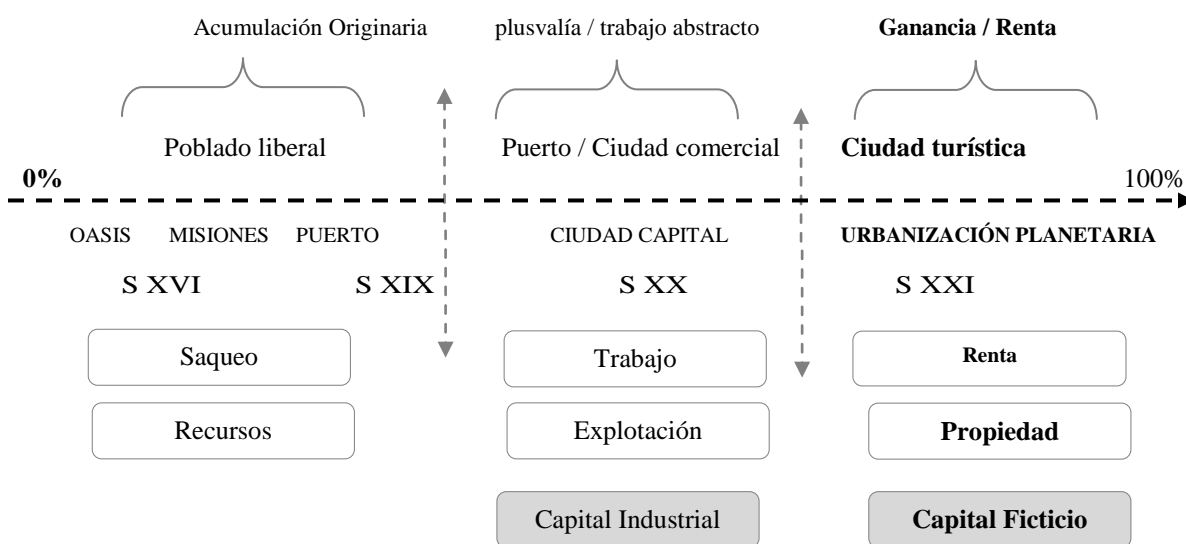 Acumulación Originaria
plusvalía / trabajo abstracto
Ganancia / Renta
Poblado liberal
Puerto / Ciudad comercial
Ciudad turística
0%
100%
OASIS
MISIONES
PUERTO
CIUDAD CAPITAL
URBANIZACIÓN PLANETARIA
S XVI
S XIX
S XX
S XXI
Saqueo
Trabajo
Renta
Recursos
Explotación
Propiedad
Capital Industrial
Capital Ficticio